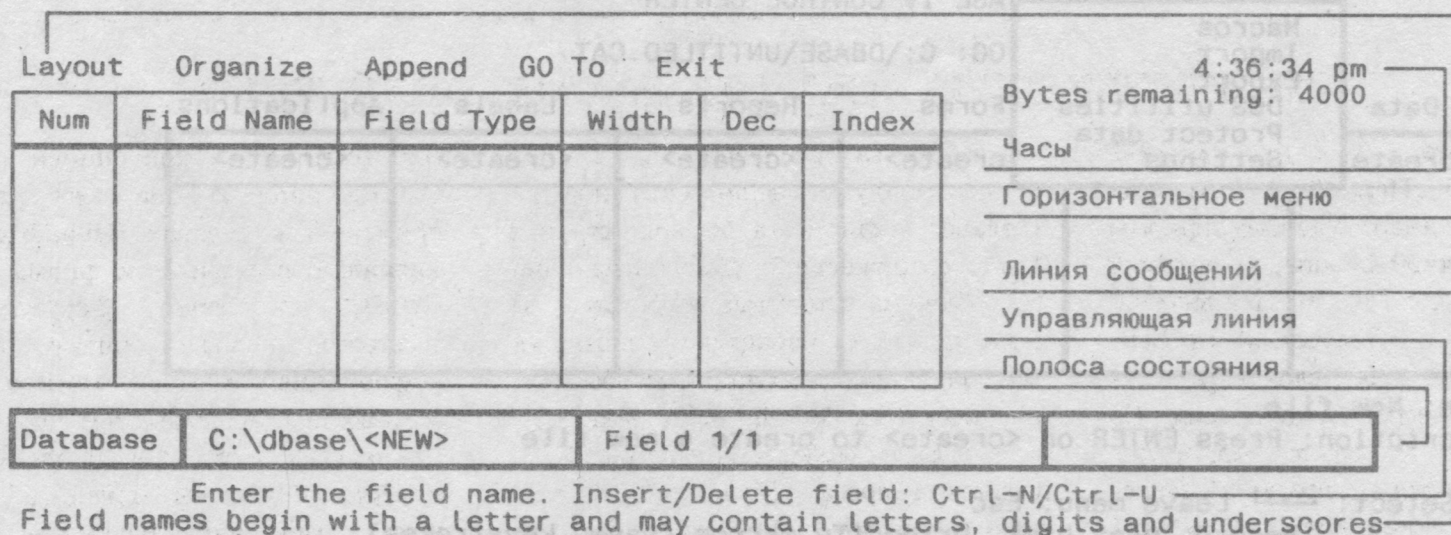 Layout Organize Append GO To Exit 4:36:34 pm
Bytes remaining: 4000
Num Field Name Field Type Width Dec Index
Часы
Горизонтальное меню
Линия сообщений
Управляющая линия
Полоса состояния
Database C:\dbase\<NEW> Field 1/1
Enter the field name. Insert/Delete field: Ctrl-N/Ctrl-U
Field names begin with a letter and may contain letters, digits and underscores